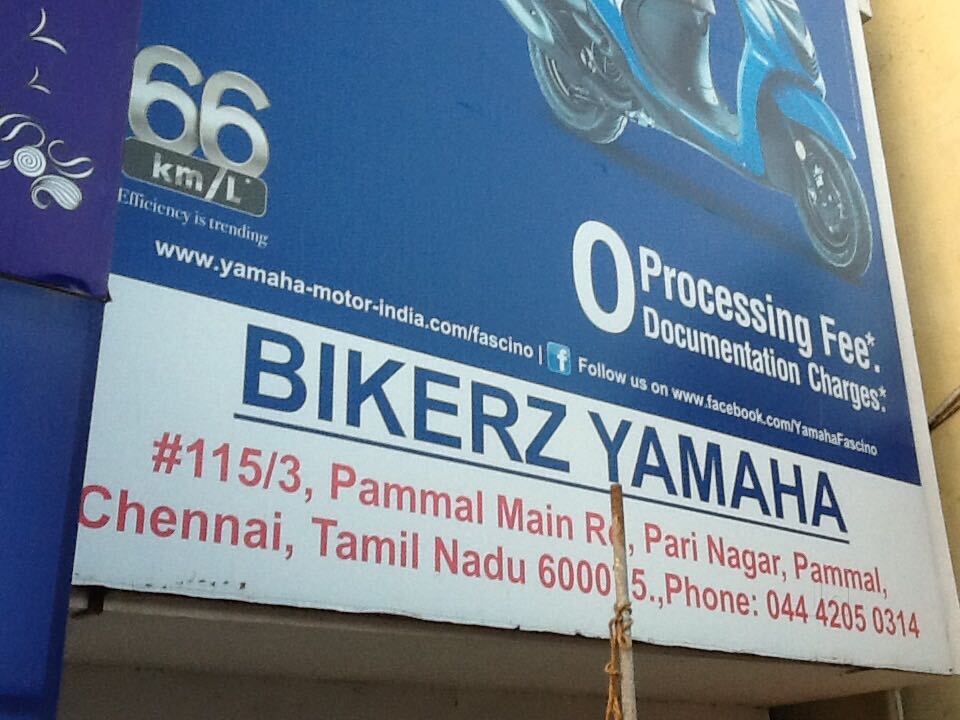 66
km/L*
Efficiency is trending
www.yamaha-motor-india.com/fascino | f Follow us on www.facebook.com/YamahaFascino
0 Processing Fee*.
Documentation Charges*.
BIKERZ YAMAHA
#115/3, Pammal Main Rd, Pari Nagar, Pammal,
Chennai, Tamil Nadu 600075.,Phone: 044 4205 0314